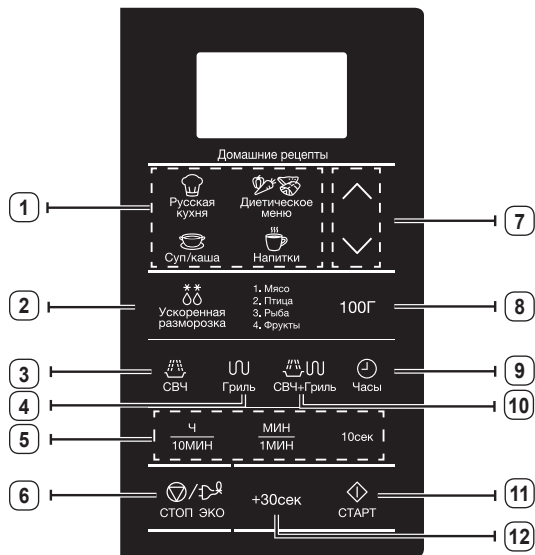 Домашние рецепты
Русская
кухня
Диетическое
меню
Суп/каша
Напитки
1
7
2
Ускоренная
разморозка
1. Мясо
2. Птица
3. Рыба
4. Фрукты
100Г
8
3
СВЧ
Гриль
СВЧ+Гриль
Часы
9
4
10
5
Ч
10МИН
МИН
1МИН
10сек
6
СТОП ЭКО
+30сек
СТАРТ
11
12